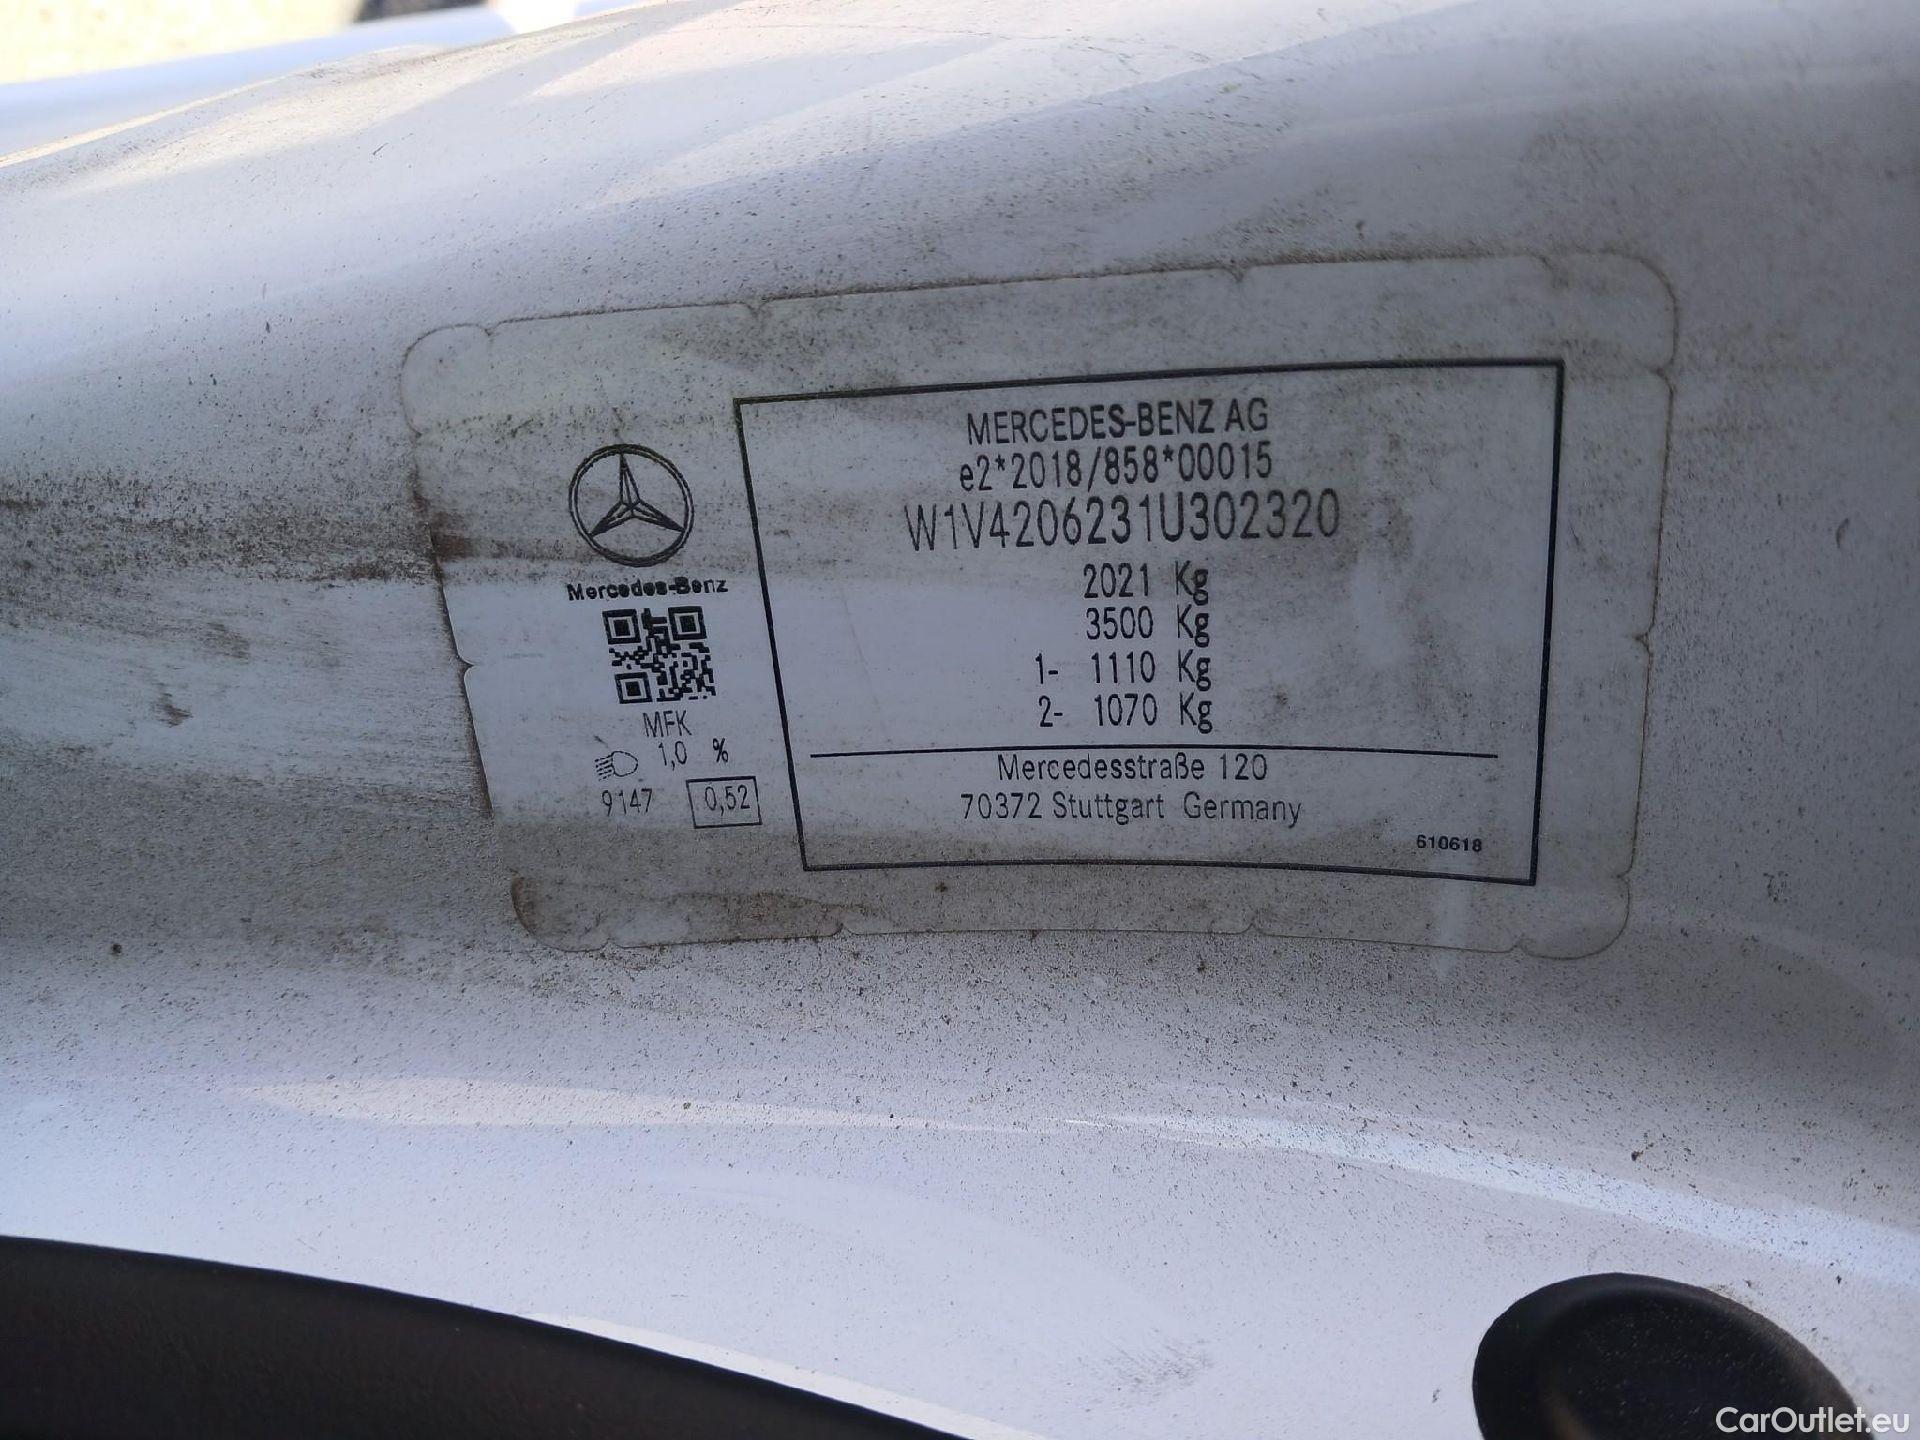 Mercedes-Benz
MFK
1,0 %
9147 0,52
MERCEDES-BENZ AG
e2*2018/858*00015
W1V4206231U302320
2021 Kg
3500 Kg
1- 1110 Kg
2- 1070 Kg
Mercedesstraße 120
70372 Stuttgart Germany
610618
CarOutlet.eu